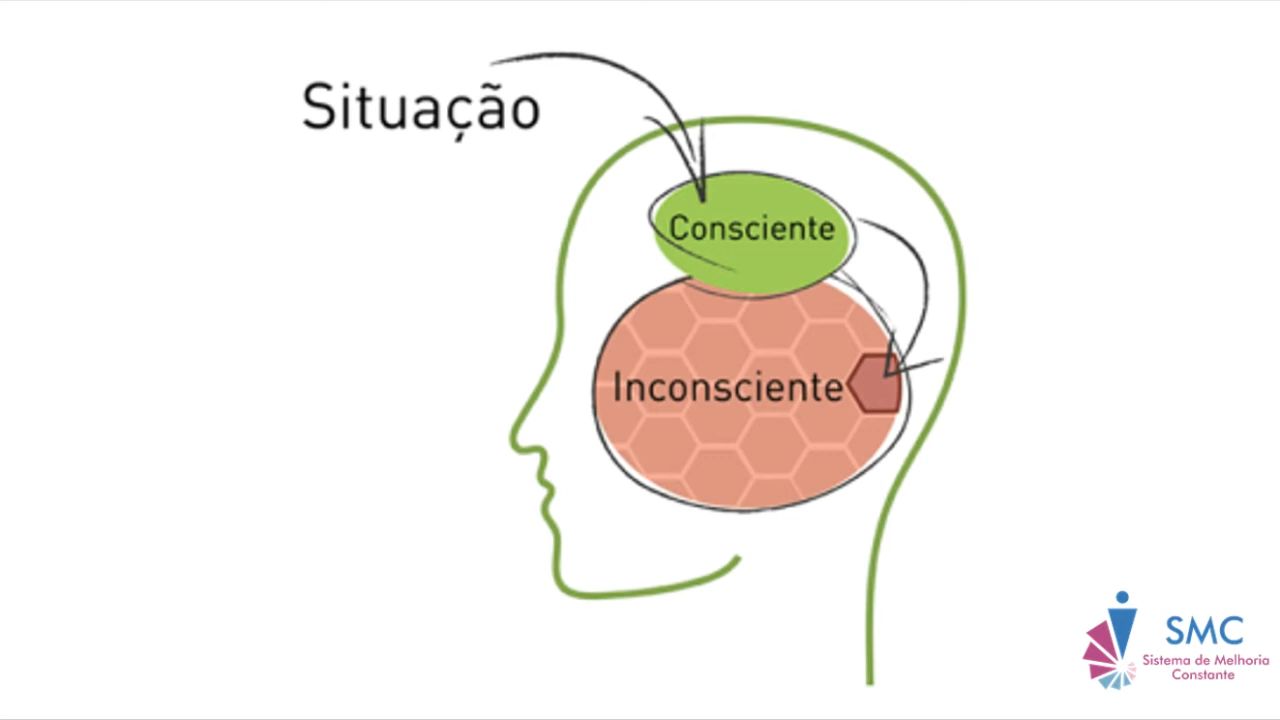 Situação
Consciente
Inconsciente
SMC
Sistema de Melhoria
Constante